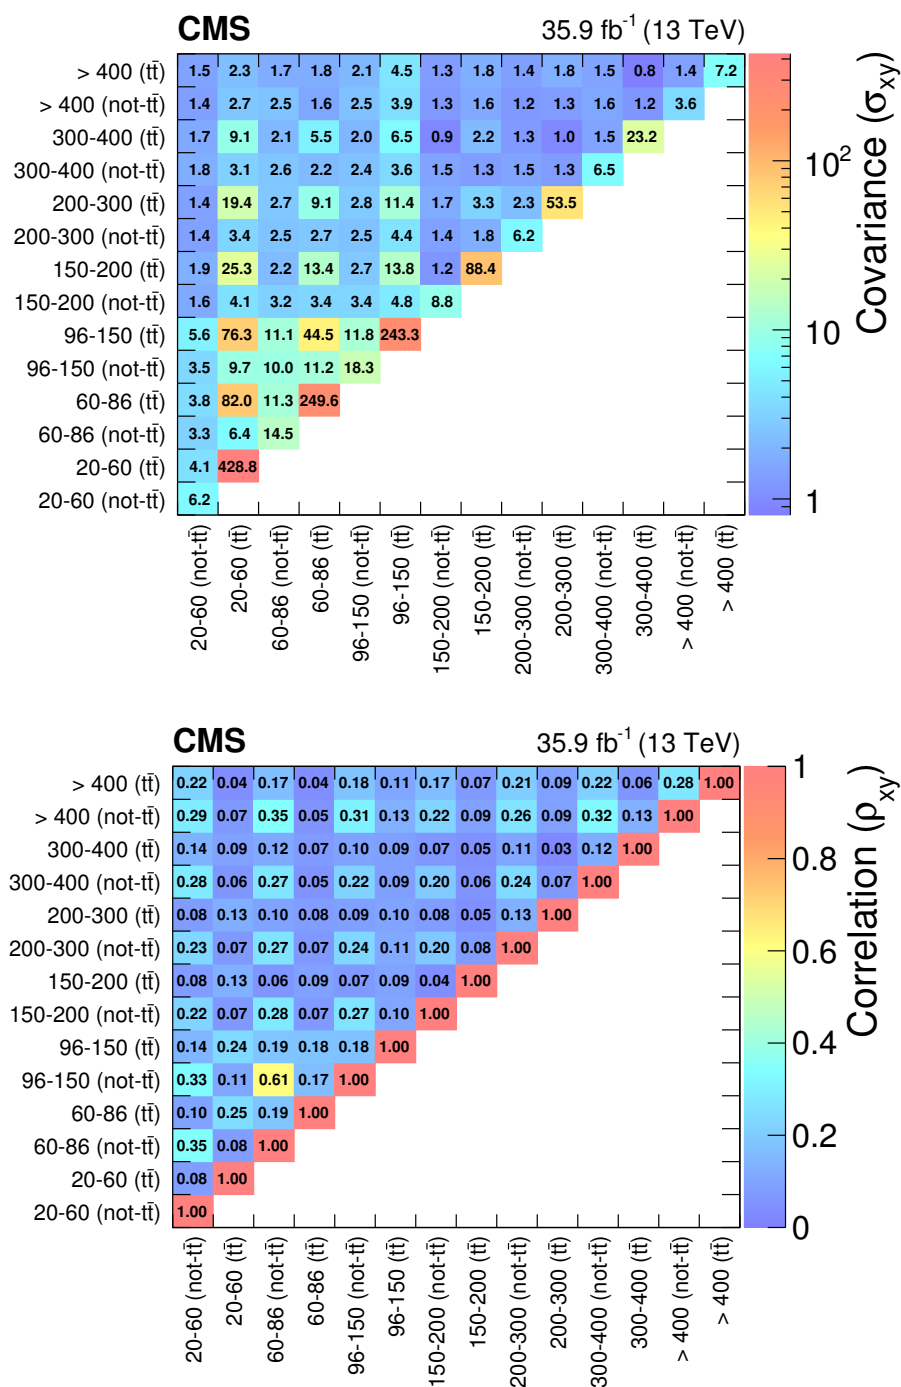 CMS 35.9 fb⁻¹ (13 TeV)
> 400 (tt̄) 1.5 2.3 1.7 1.8 2.1 4.5 1.3 1.8 1.4 1.8 1.5 0.8 1.4 7.2
> 400 (not-tt̄) 1.4 2.7 2.5 1.6 2.5 3.9 1.3 1.6 1.2 1.3 1.6 1.2 3.6
300-400 (tt̄) 1.7 9.1 2.1 5.5 2.0 6.5 0.9 2.2 1.3 1.0 1.5 23.2
300-400 (not-tt̄) 1.8 3.1 2.6 2.2 2.4 3.6 1.5 1.3 1.5 1.3 6.5
200-300 (tt̄) 1.4 19.4 2.7 9.1 2.8 11.4 1.7 3.3 2.3 53.5
200-300 (not-tt̄) 1.4 3.4 2.5 2.7 2.5 4.4 1.4 1.8 6.2
150-200 (tt̄) 1.9 25.3 2.2 13.4 2.7 13.8 1.2 88.4
150-200 (not-tt̄) 1.6 4.1 3.2 3.4 3.4 4.8 8.8
96-150 (tt̄) 5.6 76.3 11.1 44.5 11.8 243.3
96-150 (not-tt̄) 3.5 9.7 10.0 11.2 18.3
60-86 (tt̄) 3.8 82.0 11.3 249.6
60-86 (not-tt̄) 3.3 6.4 14.5
20-60 (tt̄) 4.1 428.8
20-60 (not-tt̄) 6.2
20-60 (not-tt̄)
20-60 (tt̄)
60-86 (not-tt̄)
60-86 (tt̄)
96-150 (not-tt̄)
96-150 (tt̄)
150-200 (not-tt̄)
150-200 (tt̄)
200-300 (not-tt̄)
200-300 (tt̄)
300-400 (not-tt̄)
300-400 (tt̄)
> 400 (not-tt̄)
> 400 (tt̄)
10²
10
1
Covariance (σxy)
CMS 35.9 fb⁻¹ (13 TeV)
> 400 (tt̄) 0.22 0.04 0.17 0.04 0.18 0.11 0.17 0.07 0.21 0.09 0.22 0.06 0.28 1.00
> 400 (not-tt̄) 0.29 0.07 0.35 0.05 0.31 0.13 0.22 0.09 0.26 0.09 0.32 0.13 1.00
300-400 (tt̄) 0.14 0.09 0.12 0.07 0.10 0.09 0.07 0.05 0.11 0.03 0.12 1.00
300-400 (not-tt̄) 0.28 0.06 0.27 0.05 0.22 0.09 0.20 0.06 0.24 0.07 1.00
200-300 (tt̄) 0.08 0.13 0.10 0.08 0.09 0.10 0.08 0.05 0.13 1.00
200-300 (not-tt̄) 0.23 0.07 0.27 0.07 0.24 0.11 0.20 0.08 1.00
150-200 (tt̄) 0.08 0.13 0.06 0.09 0.07 0.09 0.04 1.00
150-200 (not-tt̄) 0.22 0.07 0.28 0.07 0.27 0.10 1.00
96-150 (tt̄) 0.14 0.24 0.19 0.18 0.18 1.00
96-150 (not-tt̄) 0.33 0.11 0.61 0.17 1.00
60-86 (tt̄) 0.10 0.25 0.19 1.00
60-86 (not-tt̄) 0.35 0.08 1.00
20-60 (tt̄) 0.08 1.00
20-60 (not-tt̄) 1.00
20-60 (not-tt̄)
20-60 (tt̄)
60-86 (not-tt̄)
60-86 (tt̄)
96-150 (not-tt̄)
96-150 (tt̄)
150-200 (not-tt̄)
150-200 (tt̄)
200-300 (not-tt̄)
200-300 (tt̄)
300-400 (not-tt̄)
300-400 (tt̄)
> 400 (not-tt̄)
> 400 (tt̄)
1
0.8
0.6
0.4
0.2
0
Correlation (ρxy)